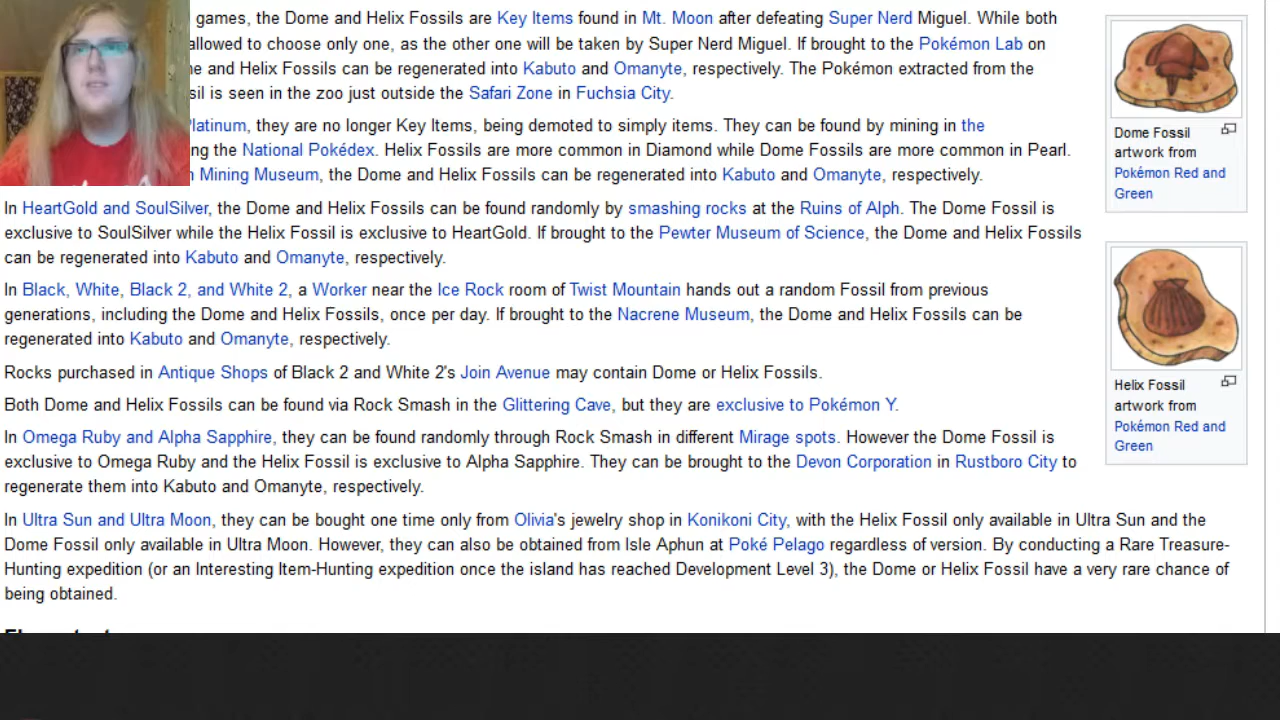 games, the Dome and Helix Fossils are Key Items found in Mt. Moon after defeating Super Nerd Miguel. While both
allowed to choose only one, as the other one will be taken by Super Nerd Miguel. If brought to the Pokémon Lab on
and Helix Fossils can be regenerated into Kabuto and Omanyte, respectively. The Pokémon extracted from the
is seen in the zoo just outside the Safari Zone in Fuchsia City.
Platinum, they are no longer Key Items, being demoted to simply items. They can be found by mining in the
the National Pokédex. Helix Fossils are more common in Diamond while Dome Fossils are more common in Pearl.
Mining Museum, the Dome and Helix Fossils can be regenerated into Kabuto and Omanyte, respectively.
In HeartGold and SoulSilver, the Dome and Helix Fossils can be found randomly by smashing rocks at the Ruins of Alph. The Dome Fossil is
exclusive to SoulSilver while the Helix Fossil is exclusive to HeartGold. If brought to the Pewter Museum of Science, the Dome and Helix Fossils
can be regenerated into Kabuto and Omanyte, respectively.
In Black, White, Black 2, and White 2, a Worker near the Ice Rock room of Twist Mountain hands out a random Fossil from previous
generations, including the Dome and Helix Fossils, once per day. If brought to the Nacrene Museum, the Dome and Helix Fossils can be
regenerated into Kabuto and Omanyte, respectively.
Rocks purchased in Antique Shops of Black 2 and White 2's Join Avenue may contain Dome or Helix Fossils.
Both Dome and Helix Fossils can be found via Rock Smash in the Glittering Cave, but they are exclusive to Pokémon Y.
In Omega Ruby and Alpha Sapphire, they can be found randomly through Rock Smash in different Mirage spots. However the Dome Fossil is
exclusive to Omega Ruby and the Helix Fossil is exclusive to Alpha Sapphire. They can be brought to the Devon Corporation in Rustboro City to
regenerate them into Kabuto and Omanyte, respectively.
In Ultra Sun and Ultra Moon, they can be bought one time only from Olivia's jewelry shop in Konikoni City, with the Helix Fossil only available in Ultra Sun and the
Dome Fossil only available in Ultra Moon. However, they can also be obtained from Isle Aphun at Poké Pelago regardless of version. By conducting a Rare Treasure-
Hunting expedition (or an Interesting Item-Hunting expedition once the island has reached Development Level 3), the Dome or Helix Fossil have a very rare chance of
being obtained.
Dome Fossil
artwork from
Pokémon Red and
Green
Helix Fossil
artwork from
Pokémon Red and
Green